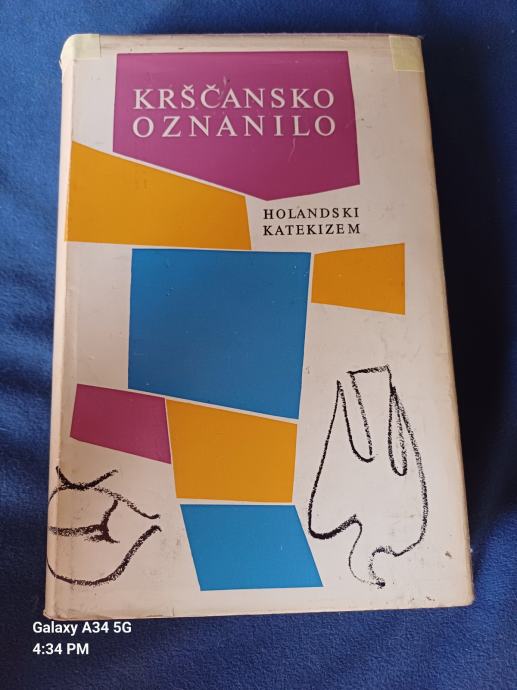 KRŠČANSKO
OZNANILO
HOLANDSKI
KATEKIZEM
Galaxy A34 5G
4:34 PM